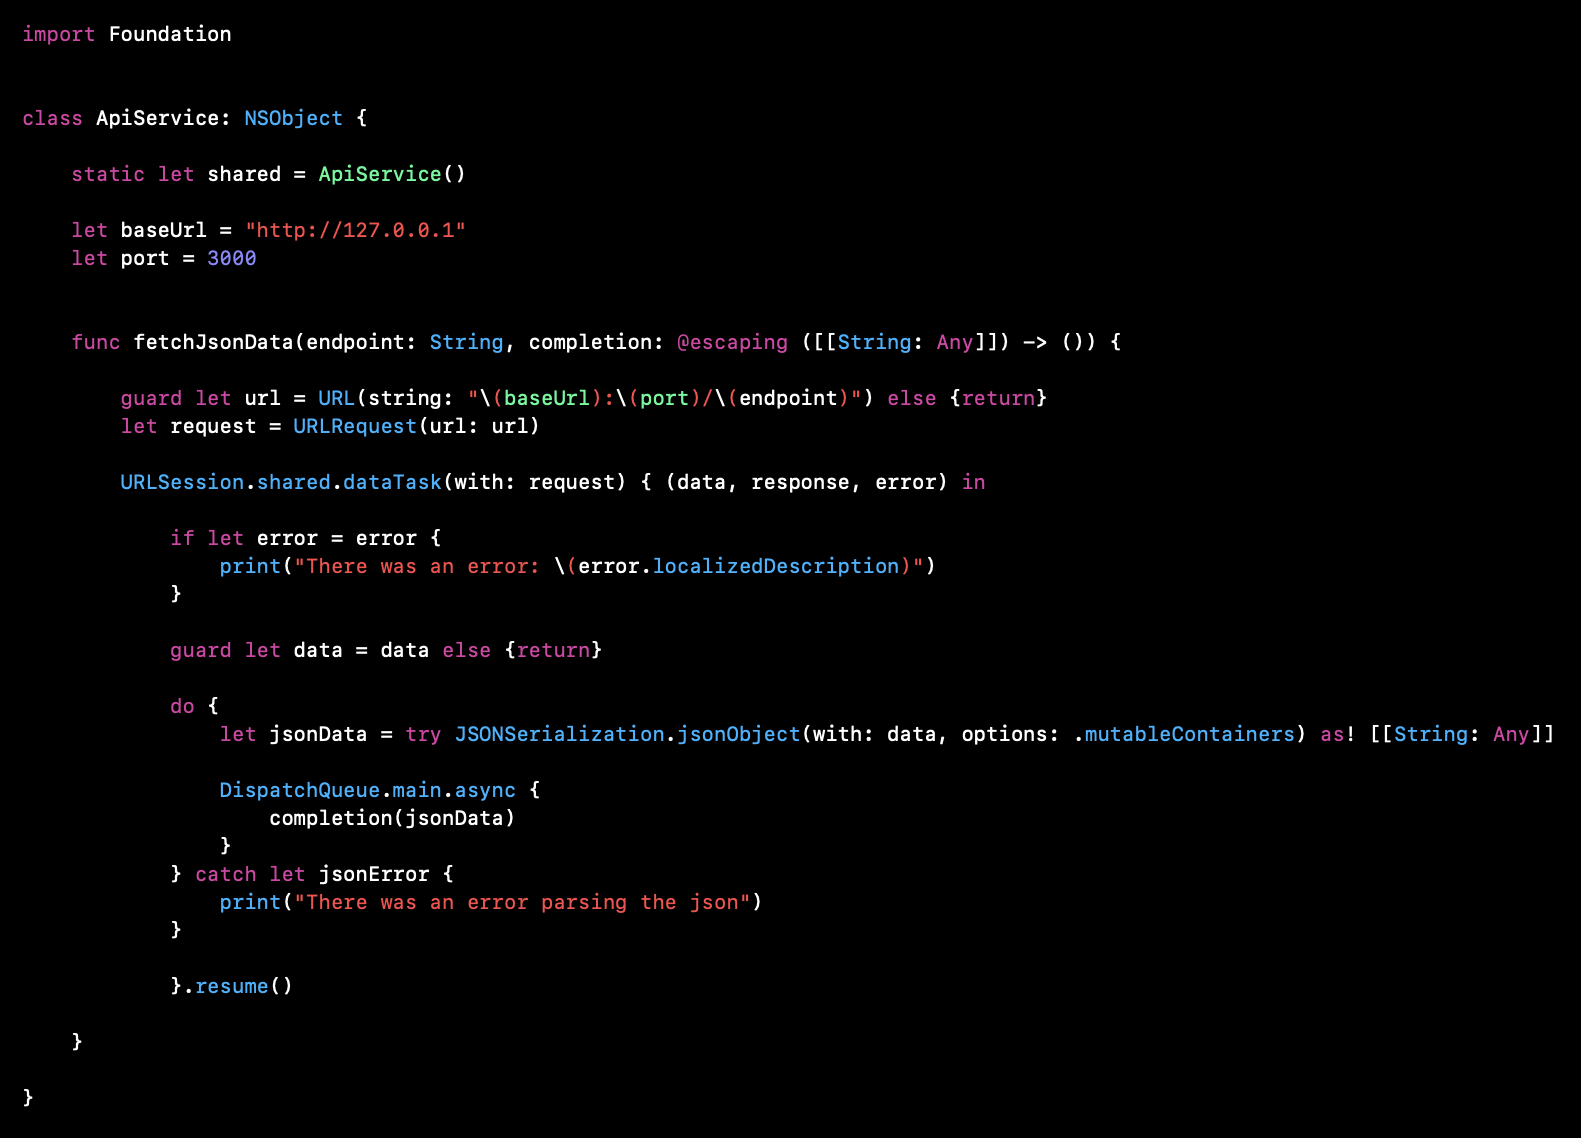 import Foundation
class ApiService: NSObject {
static let shared = ApiService()
let baseUrl = "http://127.0.0.1"
let port = 3000
func fetchJsonData(endpoint: String, completion: @escaping ([[String: Any]]) -> ()) {
guard let url = URL(string: "\(baseUrl):\(port)/\(endpoint)") else {return}
let request = URLRequest(url: url)
URLSession.shared.dataTask(with: request) { (data, response, error) in
if let error = error {
print("There was an error: \(error.localizedDescription)")
}
guard let data = data else {return}
do {
let jsonData = try JSONSerialization.jsonObject(with: data, options: .mutableContainers) as! [[String: Any]]
DispatchQueue.main.async {
completion(jsonData)
}
} catch let jsonError {
print("There was an error parsing the json")
}
}.resume()
}
}